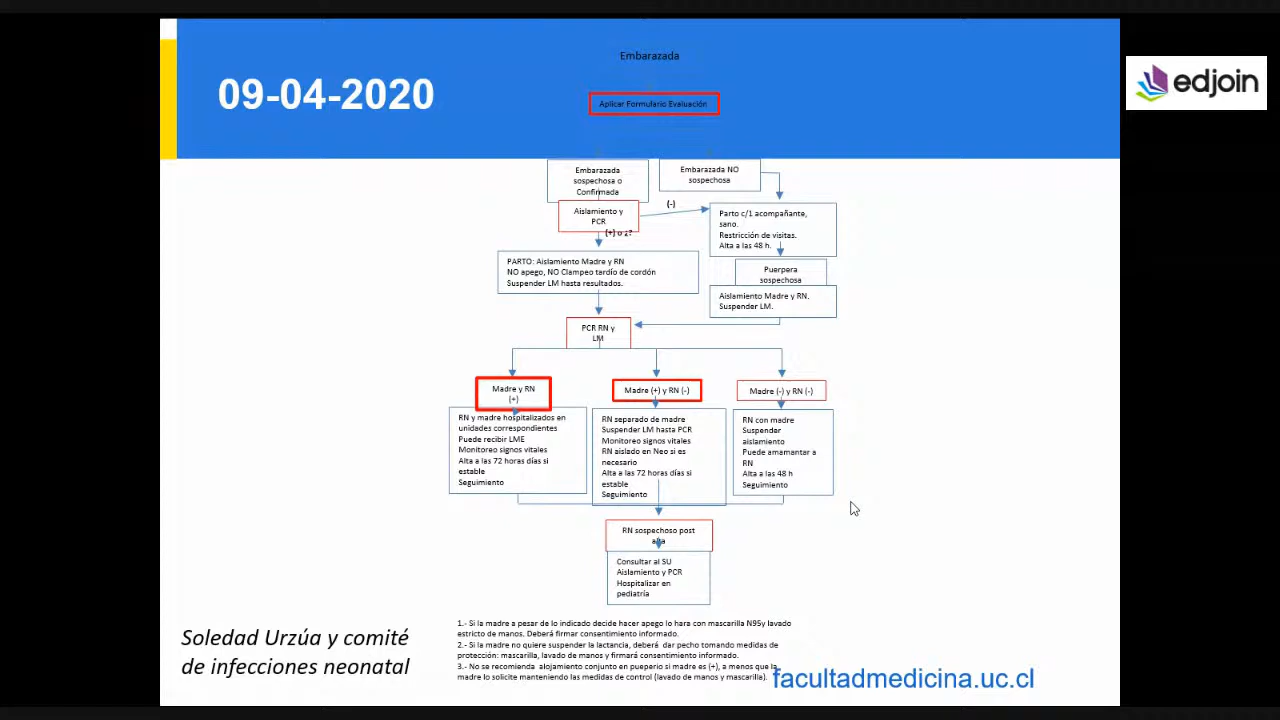 Embarazada
09-04-2020
Aplicar Formulario Evaluación
edjoin
Embarazada
sospechosa o
Confirmada
Embarazada NO
sospechosa
Aislamiento y
PCR
(-)
(+) o ¿?
Parto c/1 acompañante,
sano.
Restricción de visitas.
Alta a las 48 h.
PARTO: Aislamiento Madre y RN
NO apego, NO Clampeo tardío de cordón
Suspender LM hasta resultados.
Puerpera
sospechosa
Aislamiento Madre y RN.
Suspender LM.
PCR RN y
LM
Madre y RN
(+)
Madre (+) y RN (-)
Madre (-) y RN (-)
RN y madre hospitalizados en
unidades correspondientes
Puede recibir LME
Monitoreo signos vitales
Alta a las 72 horas días si
estable
Seguimiento
RN separado de madre
Suspender LM hasta PCR
Monitoreo signos vitales
RN aislado en Neo si es
necesario
Alta a las 72 horas días si
estable
Seguimiento
RN con madre
Suspender
aislamiento
Puede amamantar a
RN
Alta a las 48 h
Seguimiento
RN sospechoso post
alta
Consultar al SU
Aislamiento y PCR
Hospitalizar en
pediatría
1.- Si la madre a pesar de lo indicado decide hacer apego lo hara con mascarilla N95y lavado
estricto de manos. Deberá firmar consentimiento informado.
2.- Si la madre no quiere suspender la lactancia, deberá dar pecho tomando medidas de
protección: mascarilla, lavado de manos y firmará consentimiento informado.
3.- No se recomienda alojamiento conjunto en pueperio si madre es (+), a menos que la
madre lo solicite manteniendo las medidas de control (lavado de manos y mascarilla).
Soledad Urzúa y comité
de infecciones neonatal
facultadmedicina.uc.cl